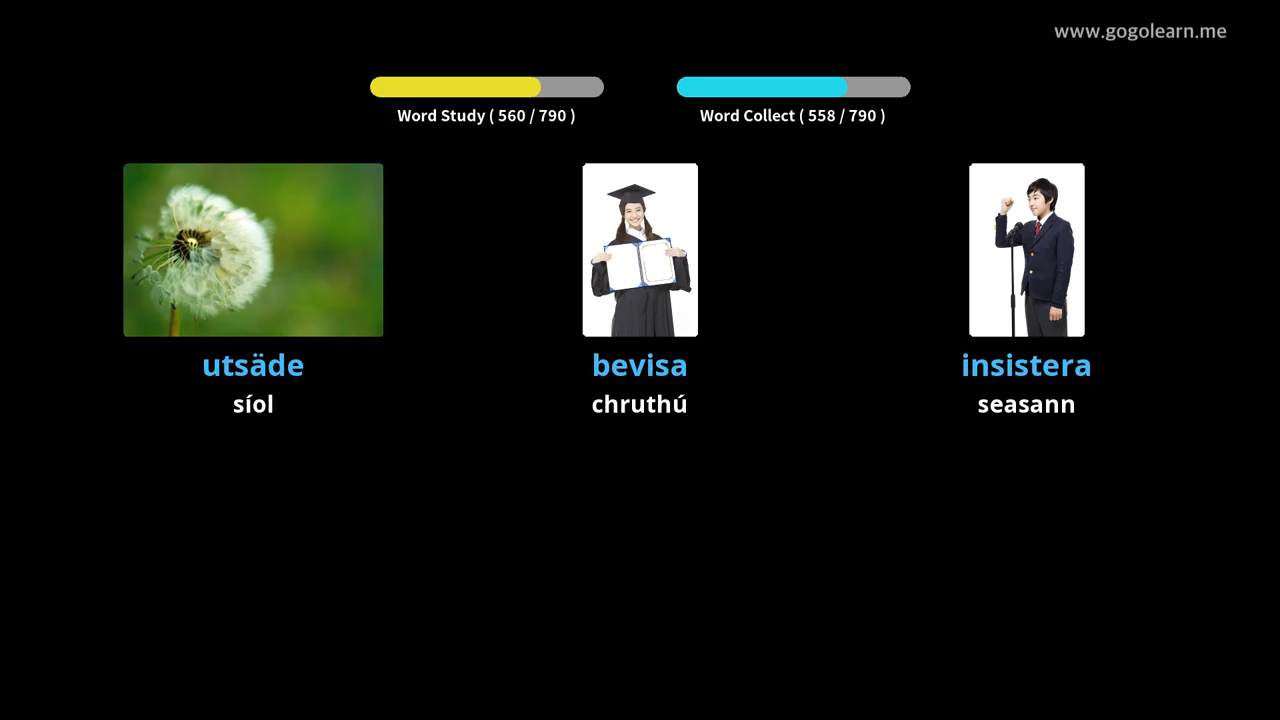 www.gogolearn.me
Word Study ( 560 / 790 )
Word Collect ( 558 / 790 )
utsäde
síol
bevisa
chruthú
insistera
seasann